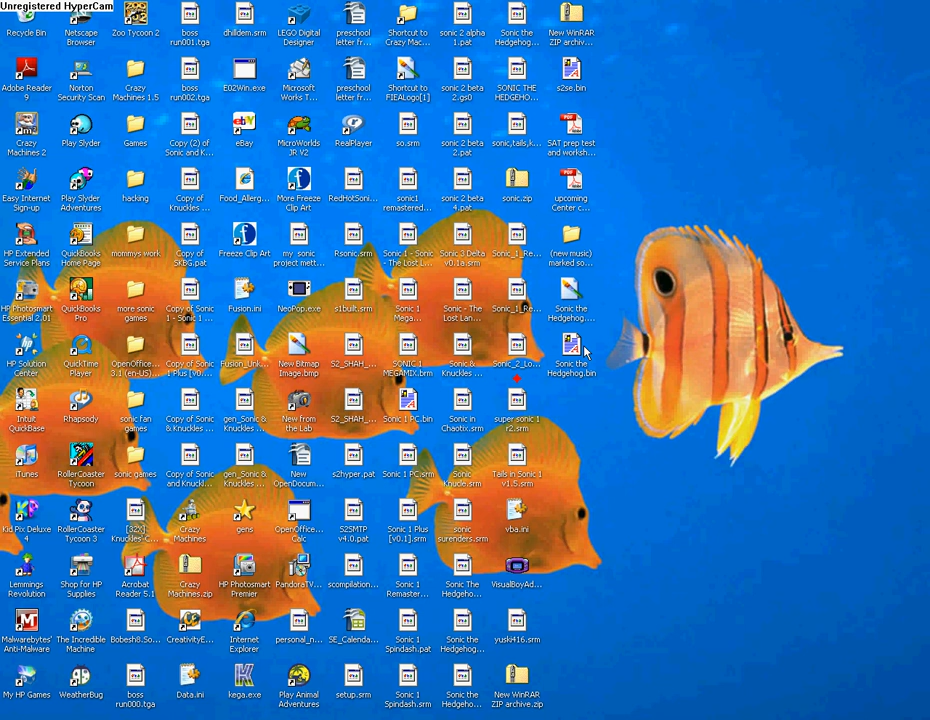 Unregistered HyperCam
Recycle Bin
Netscape
Browser
Zoo Tycoon 2
boss
run001.tga
dhilldem.srm
LEGO Digital
Designer
preschool
letter fr...
Shortcut to
Crazy Mac...
sonic 2 alpha
1.pat
Sonic the
Hedgehog...
New WinRAR
ZIP archiv...
Adobe Reader
9
Norton
Security Scan
Crazy
Machines 1.5
boss
run002.tga
E02Win.exe
Microsoft
Works T...
preschool
letter fr...
Shortcut to
FIEALogo[1]
sonic 2 beta
2.gs0
SONIC THE
HEDGEHO...
s2se.bin
Crazy
Machines 2
Play Slyder
Games
Copy (2) of
Sonic and K...
eBay
MicroWorlds
JR V2
RealPlayer
so.srm
sonic 2 beta
2.pat
sonic,tails,k...
SAT prep test
and worksh...
Easy Internet
Sign-up
Play Slyder
Adventures
hacking
Copy of
Knuckles ...
Food_Allerg...
More Freeze
Clip Art
RedHotSoni...
sonic1
remastered...
sonic 2 beta
4.pat
sonic.zip
upcoming
Center c...
HP Extended
Service Plans
QuickBooks
Home Page
mommys work
Copy of
SKBG.pat
Freeze Clip Art
my sonic
project mett...
Rsonic.srm
Sonic 1 -
The Lost L...
Sonic 3 Delta
v0.1a.srm
Sonic_1_Re...
(new music)
marked so...
HP Photosmart
Essential 2.01
QuickBooks
Pro
more sonic
games
Copy of Sonic
1 - Sonic 1 ...
Fusion.ini
NeoPop.exe
s1built.srm
Sonic 1
Mega...
Sonic - The
Lost Lan...
Sonic_1_Re...
Sonic the
Hedgehog....
HP Solution
Center
QuickTime
Player
OpenOffice...
3.1 (en-US)...
Copy of Sonic
1 Plus [v0....
Fusion_Unk...
New Bitmap
Image.bmp
S2_SHAH_...
SONIC 1
MEGAMIX.brm
Sonic &
Knuckles ...
Sonic_2_Lo...
Sonic the
Hedgehog.bin
Intuit
QuickBase
Rhapsody
sonic fan
games
Copy of Sonic
& Knuckles ...
gen_Sonic &
Knuckles ...
New from
the Lab
S2_SHAH_...
Sonic 1 PC.bin
Sonic in
Chaotix.srm
super sonic 1
r2.srm
iTunes
RollerCoaster
Tycoon
sonic games
Copy of Sonic
and Knuckl...
gen_Sonic &
Knuckles ...
New
OpenDocum...
s2hyper.pat
Sonic 1 PC.srm
Sonic
Knucle.srm
Tails in Sonic 1
v1.5.srm
Kid Pix Deluxe
4
RollerCoaster
Tycoon 3
[32X]
Knuckles'-C...
Crazy
Machines
gens
OpenOffice...
Calc
S2SMTP
v4.0.pat
Sonic 1 Plus
[v0.1].srm
sonic
surenders.srm
vba.ini
Lemmings
Revolution
Shop for HP
Supplies
Acrobat
Reader 5.1
Crazy
Machines.zip
HP Photosmart
Premier
PandoraTV...
scompilation...
Sonic 1
Remaster...
Sonic The
Hedgeho...
VisualBoyAd...
Malwarebytes'
Anti-Malware
The Incredible
Machine
Bobesh8.So...
CreativityE...
Internet
Explorer
personal_n...
SE_Calenda...
Sonic 1
Spindash.pat
Sonic the
Hedgehog...
yuski416.srm
My HP Games
WeatherBug
boss
run000.tga
Data.ini
kega.exe
Play Animal
Adventures
setup.srm
Sonic 1
Spindash.srm
Sonic the
Hedgeho...
New WinRAR
ZIP archive.zip